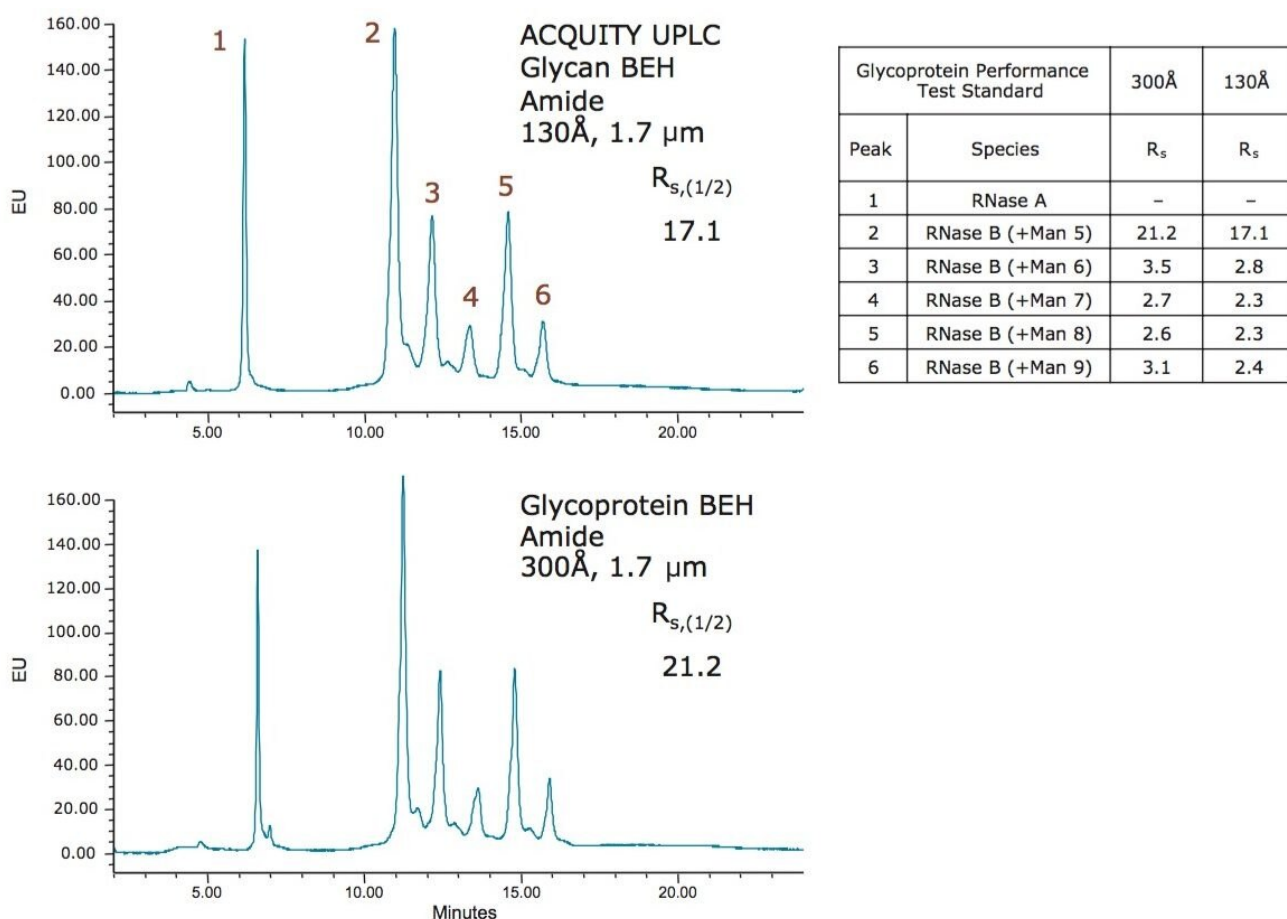 160.00
140.00
120.00
100.00
80.00
60.00
40.00
20.00
0.00
EU
5.00 10.00 15.00 20.00
1
2
3
4
5
6
ACQUITY UPLC
Glycan BEH
Amide
130Å, 1.7 µm
Rs,(1/2)
17.1
Glycoprotein Performance Test Standard 300Å 130Å
Peak Species Rs Rs
1 RNase A – –
2 RNase B (+Man 5) 21.2 17.1
3 RNase B (+Man 6) 3.5 2.8
4 RNase B (+Man 7) 2.7 2.3
5 RNase B (+Man 8) 2.6 2.3
6 RNase B (+Man 9) 3.1 2.4
160.00
140.00
120.00
100.00
80.00
60.00
40.00
20.00
0.00
EU
5.00 10.00 15.00 20.00
Minutes
Glycoprotein BEH
Amide
300Å, 1.7 µm
Rs,(1/2)
21.2